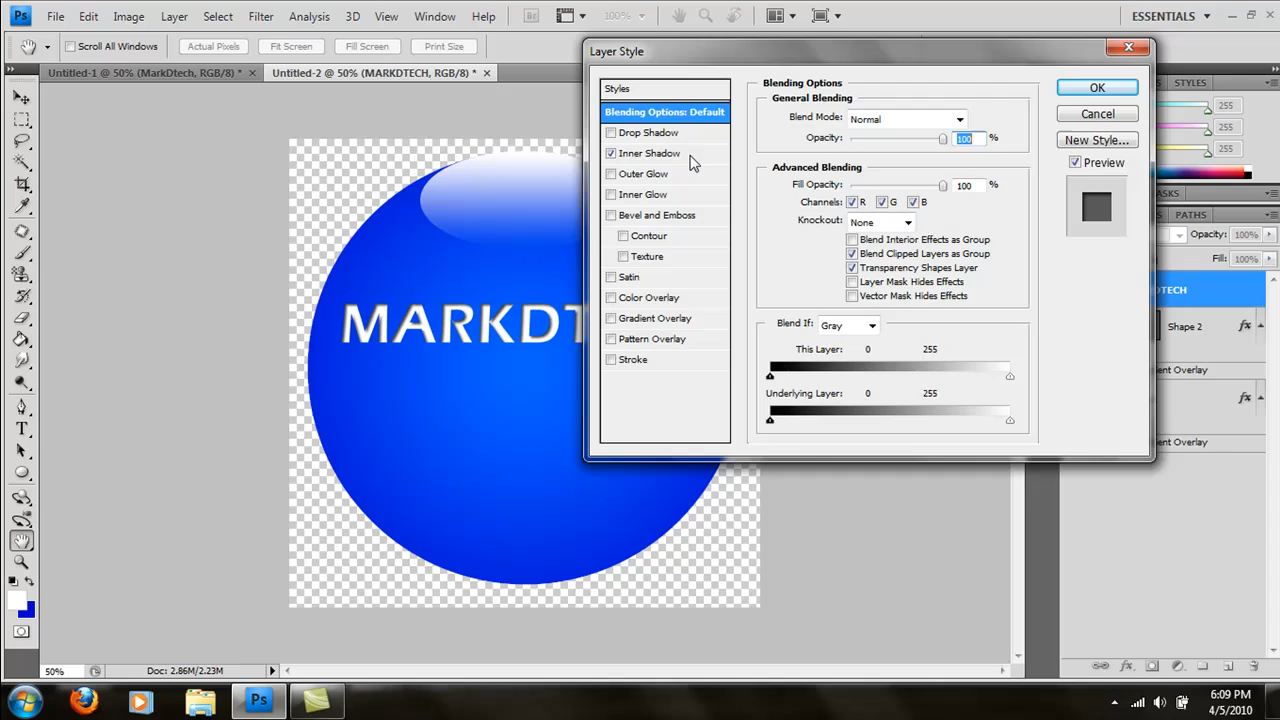 Ps File Edit Image Layer Select Filter Analysis 3D View Window Help Br 100% ESSENTIALS
Scroll All Windows Actual Pixels Fit Screen Fill Screen Print Size
Untitled-1 @ 50% (MarkDtech, RGB/8) * Untitled-2 @ 50% (MARKDTECH, RGB/8) *
MARKDT
Layer Style
Styles
Blending Options: Default
Drop Shadow
Inner Shadow
Outer Glow
Inner Glow
Bevel and Emboss
Contour
Texture
Satin
Color Overlay
Gradient Overlay
Pattern Overlay
Stroke
Blending Options
General Blending
Blend Mode: Normal
Opacity: 100 %
Advanced Blending
Fill Opacity: 100 %
Channels: R G B
Knockout: None
Blend Interior Effects as Group
Blend Clipped Layers as Group
Transparency Shapes Layer
Layer Mask Hides Effects
Vector Mask Hides Effects
Blend If: Gray
This Layer: 0 255
Underlying Layer: 0 255
OK
Cancel
New Style...
Preview
STYLES
255
255
255
ASKS
PATHS
Opacity: 100%
Fill: 100%
DTECH
Shape 2 fx
ient Overlay
fx
ient Overlay
50% Doc: 2.86M/2.23M
Ps
6:09 PM
4/5/2010